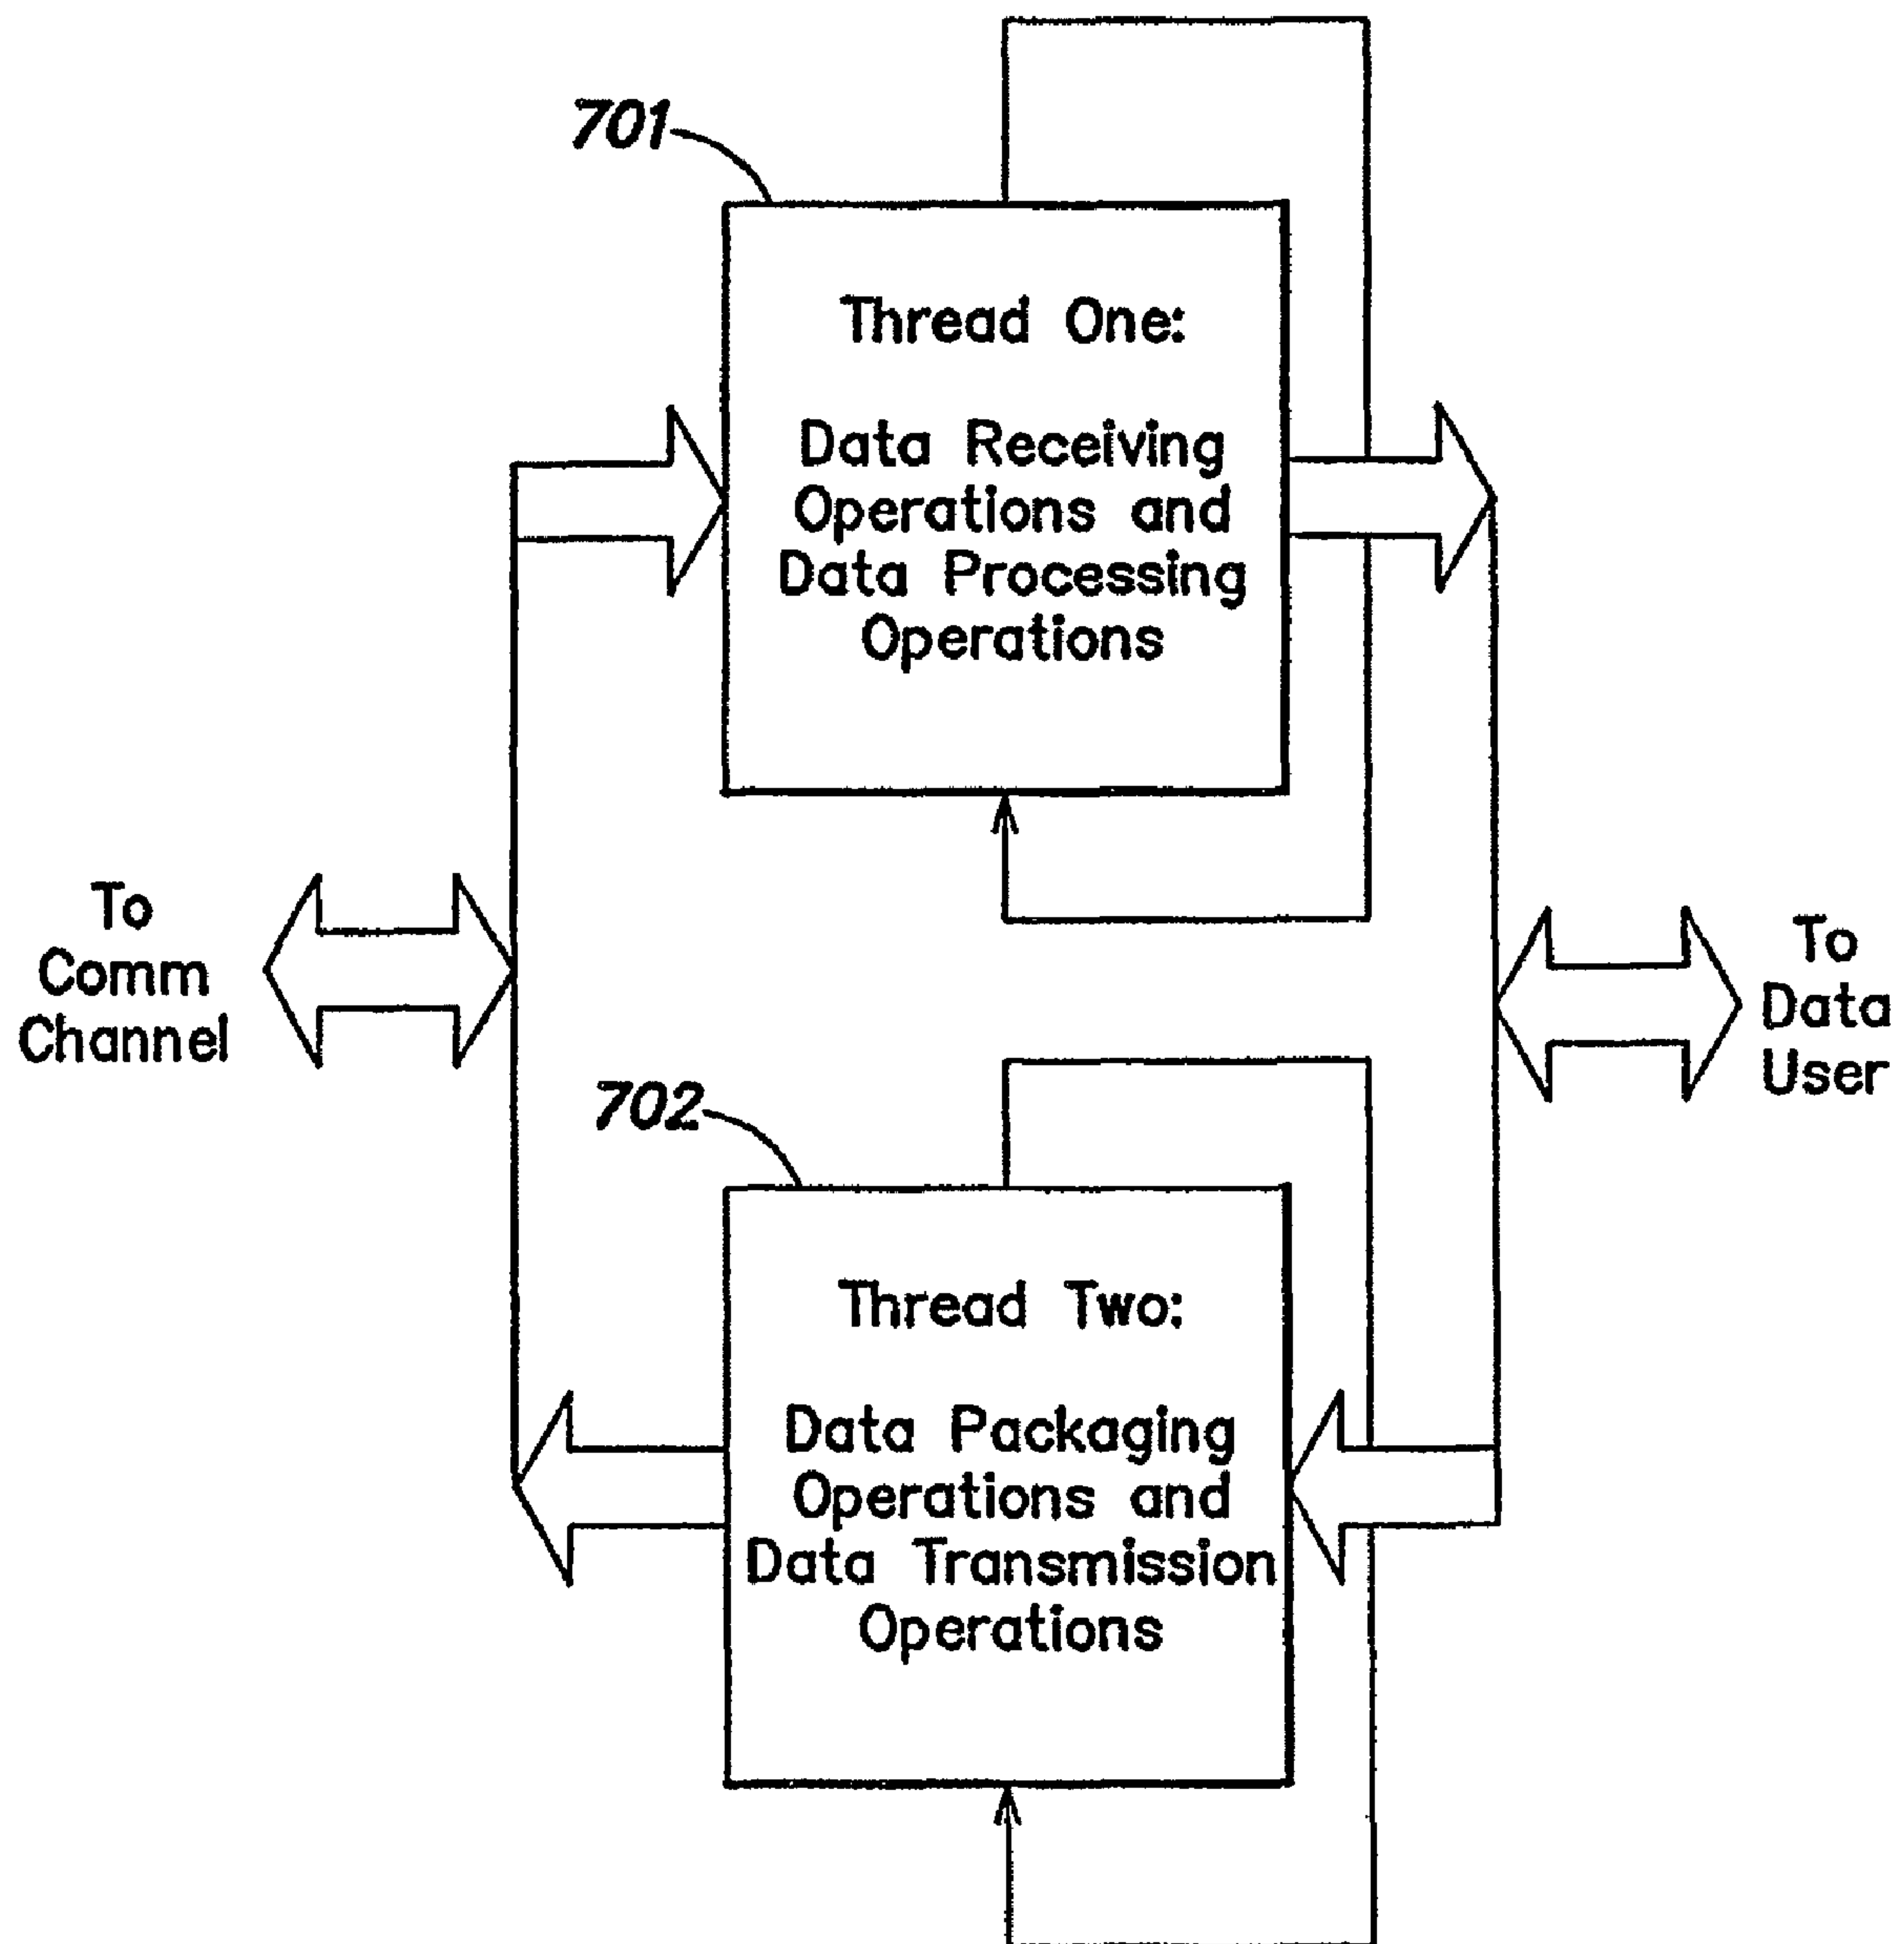 701
Thread One:
Data Receiving
Operations and
Data Processing
Operations
To
Comm
Channel
To
Data
User
702
Thread Two:
Data Packaging
Operations and
Data Transmission
Operations